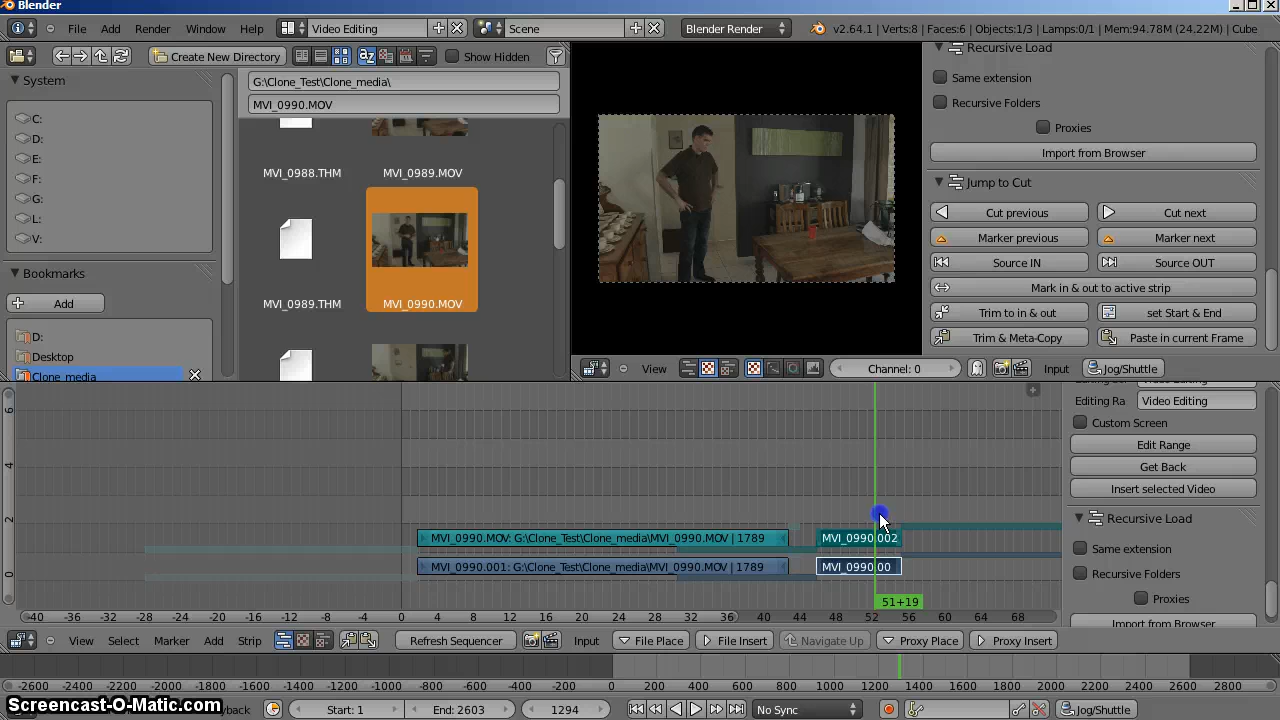 Blender
File Add Render Window Help Video Editing Scene Blender Render v2.64.1 | Verts:8 | Faces:6 | Objects:1/3 | Lamps:0/1 | Mem:94.78M (24.22M) | Cube
Create New Directory Show Hidden
System
C:
D:
E:
F:
G:
L:
V:
Bookmarks
Add
D:
Desktop
Clone_media
G:\Clone_Test\Clone_media\
MVI_0990.MOV
MVI_0988.THM MVI_0989.MOV
MVI_0989.THM MVI_0990.MOV
View Channel: 0 Input Jog/Shuttle
Recursive Load
Same extension
Recursive Folders
Proxies
Import from Browser
Jump to Cut
Cut previous Cut next
Marker previous Marker next
Source IN Source OUT
Mark in & out to active strip
Trim to in & out set Start & End
Trim & Meta-Copy Paste in current Frame
6
4
2
0
MVI_0990.MOV: G:\Clone_Test\Clone_media\MVI_0990.MOV | 1789 MVI_0990.002
MVI_0990.001: G:\Clone_Test\Clone_media\MVI_0990.MOV | 1789 MVI_0990.00
51+19
-40 -36 -32 -28 -24 -20 -16 -12 -8 -4 0 4 8 12 16 20 24 28 32 36 40 44 48 52 56 60 64 68
Video Editing
Editing Ra Video Editing
Custom Screen
Edit Range
Get Back
Insert selected Video
Recursive Load
Same extension
Recursive Folders
Proxies
Import from Browser
View Select Marker Add Strip Refresh Sequencer Input File Place File Insert Navigate Up Proxy Place Proxy Insert
-2600 -2400 -2200 -2000 -1800 -1600 -1400 -1200 -1000 -800 -600 -400 -200 0 200 400 600 800 1000 1200 1400 1600 1800 2000 2200 2400 2600 2800
Screencast-O-Matic.com
Start: 1 End: 2603 1294 No Sync Jog/Shuttle